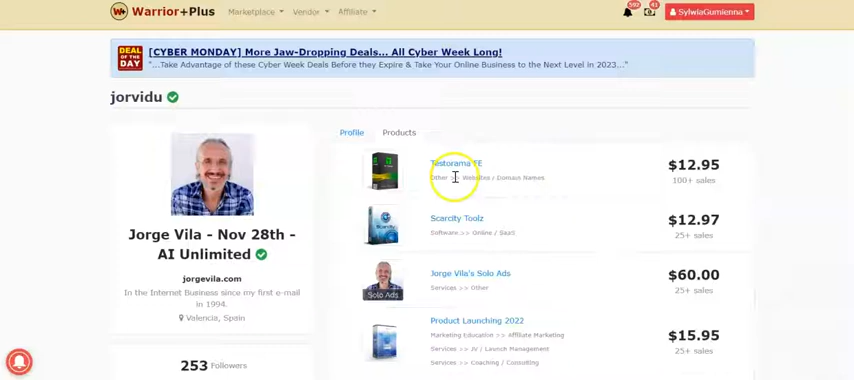 Warrior+Plus Marketplace Vendor Affiliate 592 41 SylwiaGumienna
DEAL OF THE DAY
[CYBER MONDAY] More Jaw-Dropping Deals... All Cyber Week Long!
"...Take Advantage of these Cyber Week Deals Before they Expire & Take Your Online Business to the Next Level in 2023..."
jorvidu
Profile Products
Testorama FE
Other >> Websites / Domain Names
$12.95
100+ sales
Scarcity Toolz
Software >> Online / SaaS
$12.97
25+ sales
Solo Ads
Jorge Vila's Solo Ads
Services >> Other
$60.00
25+ sales
Product Launching 2022
Marketing Education >> Affiliate Marketing
Services >> JV / Launch Management
Services >> Coaching / Consulting
$15.95
25+ sales
Jorge Vila - Nov 28th -
AI Unlimited
jorgevila.com
In the Internet Business since my first e-mail
in 1994.
Valencia, Spain
253 Followers